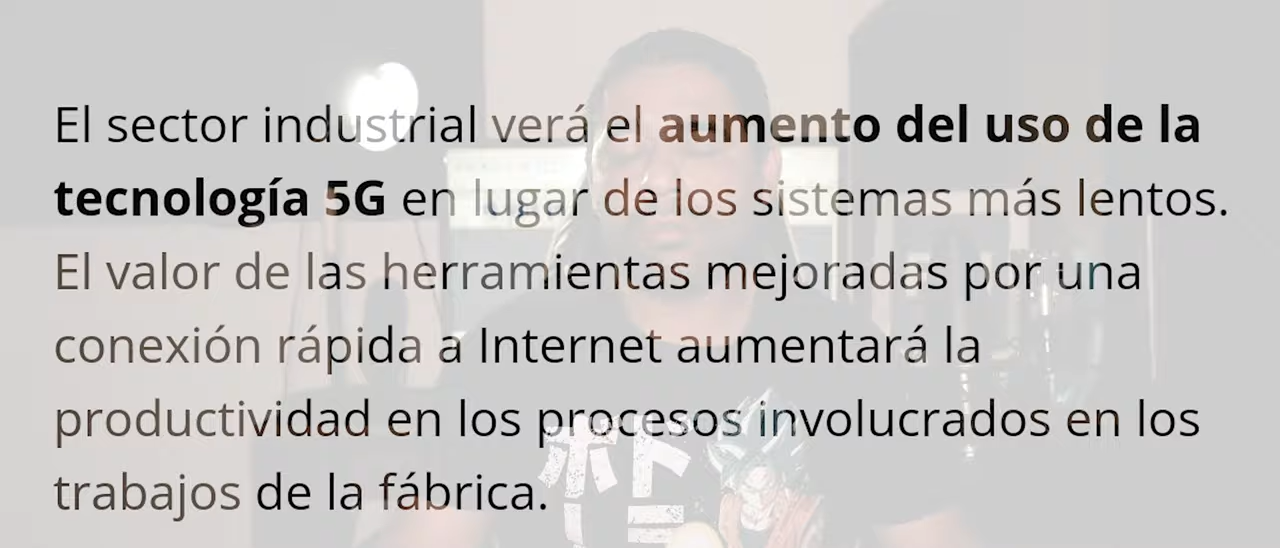 El sector industrial verá el aumento del uso de la
tecnología 5G en lugar de los sistemas más lentos.
El valor de las herramientas mejoradas por una
conexión rápida a Internet aumentará la
productividad en los procesos involucrados en los
trabajos de la fábrica.